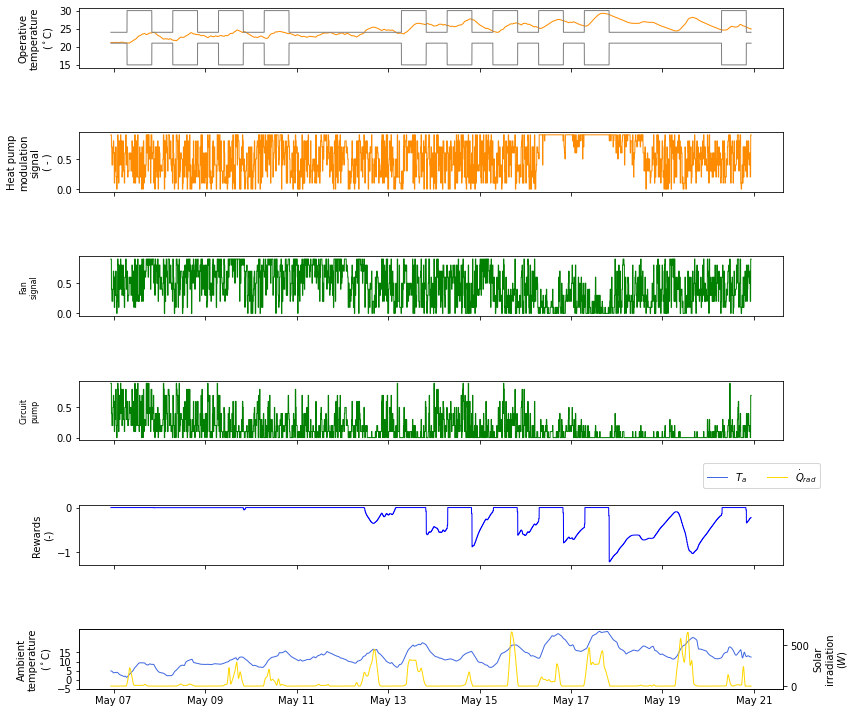 Operative
temperature
(°C)
30
25
20
15
Heat pump
modulation
signal
( - )
0.5
0.0
Fan
signal
0.5
0.0
Circuit
pump
0.5
0.0
T_a
Q̇_rad
Rewards
(-)
0
−1
Ambient
temperature
(°C)
15
10
5
0
−5
500
0
Solar
irradiation
(W)
May 07 May 09 May 11 May 13 May 15 May 17 May 19 May 21